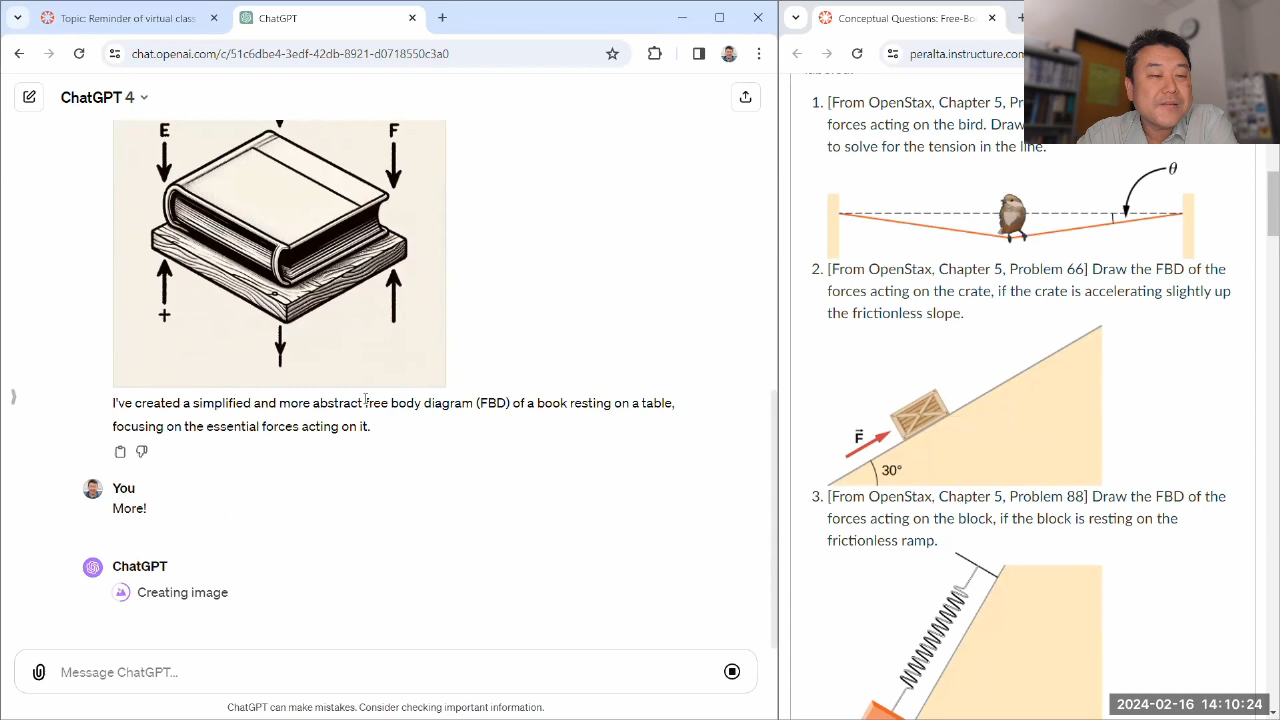 Topic: Reminder of virtual class
ChatGPT
chat.openai.com/c/51c6dbe4-3edf-42db-8921-d0718550c3a0
ChatGPT 4
E
F
+
I've created a simplified and more abstract free body diagram (FBD) of a book resting on a table,
focusing on the essential forces acting on it.
You
More!
ChatGPT
Creating image
Message ChatGPT...
ChatGPT can make mistakes. Consider checking important information.
Conceptual Questions: Free-Bo
peralta.instructure.com
1. [From OpenStax, Chapter 5, Pr
forces acting on the bird. Draw
to solve for the tension in the line.
θ
2. [From OpenStax, Chapter 5, Problem 66] Draw the FBD of the
forces acting on the crate, if the crate is accelerating slightly up
the frictionless slope.
F
30°
3. [From OpenStax, Chapter 5, Problem 88] Draw the FBD of the
forces acting on the block, if the block is resting on the
frictionless ramp.
2024-02-16 14:10:24